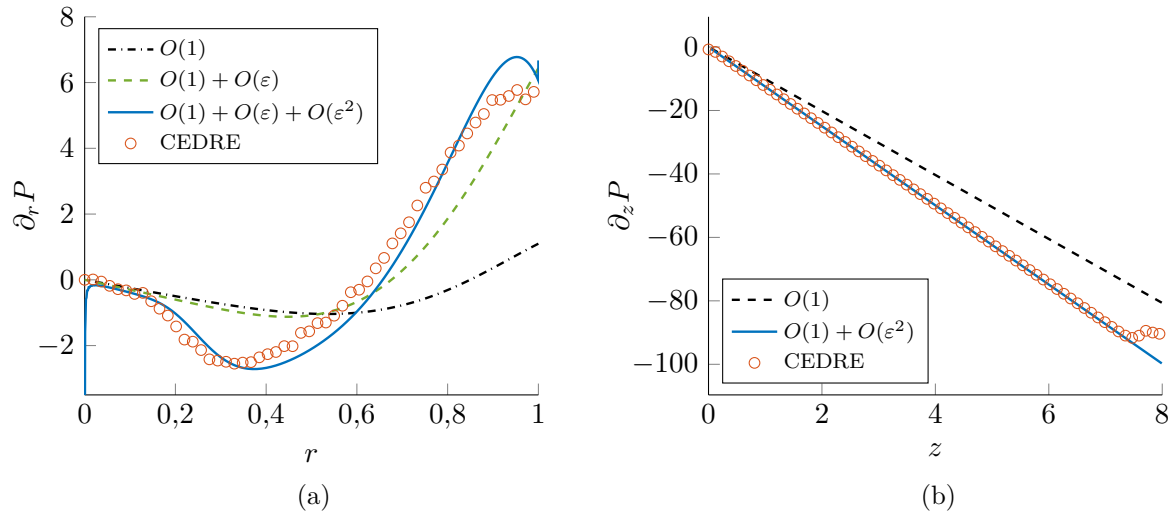 8
6
4
2
0
−2
∂ᵣP
O(1)
O(1) + O(ε)
O(1) + O(ε) + O(ε²)
CEDRE
0
0,2
0,4
0,6
0,8
1
r
(a)
0
−20
−40
−60
−80
−100
∂_zP
O(1)
O(1) + O(ε²)
CEDRE
0
2
4
6
8
z
(b)